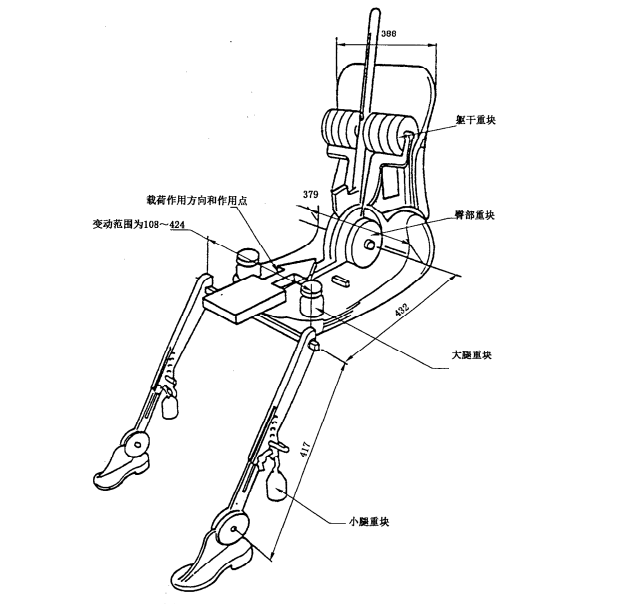 388
躯干重块
379
载荷作用方向和作用点
臀部重块
变动范围为108～424
432
大腿重块
417
小腿重块